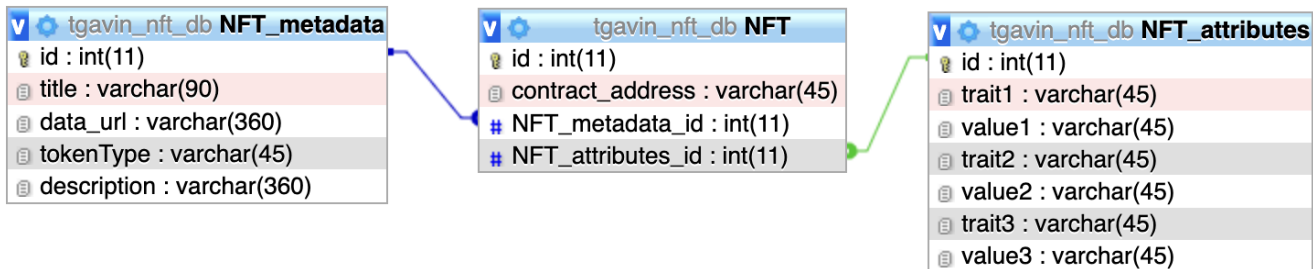 v tgavin_nft_db NFT_metadata
id : int(11)
title : varchar(90)
data_url : varchar(360)
tokenType : varchar(45)
description : varchar(360)
v tgavin_nft_db NFT
id : int(11)
contract_address : varchar(45)
# NFT_metadata_id : int(11)
# NFT_attributes_id : int(11)
v tgavin_nft_db NFT_attributes
id : int(11)
trait1 : varchar(45)
value1 : varchar(45)
trait2 : varchar(45)
value2 : varchar(45)
trait3 : varchar(45)
value3 : varchar(45)